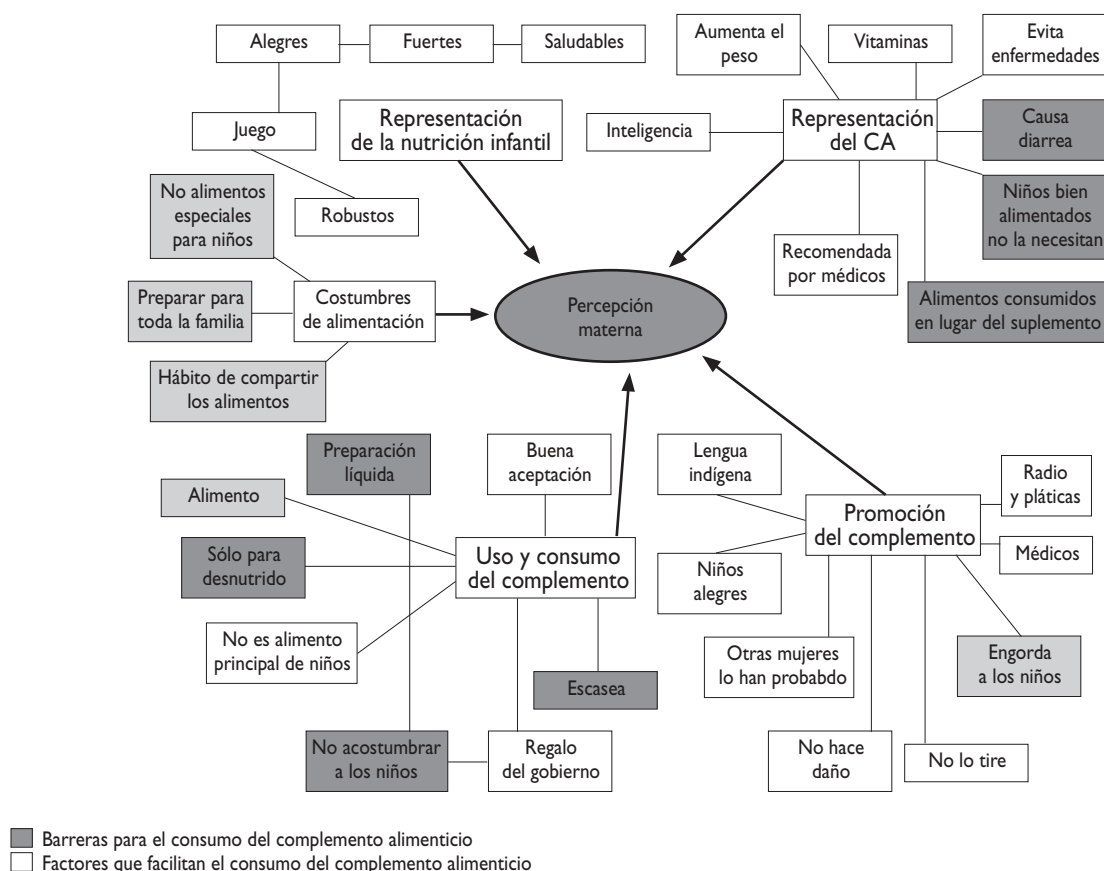 Alegres
Fuertes
Saludables
Aumenta el
peso
Vitaminas
Evita
enfermedades
Juego
Representación
de la nutrición infantil
Inteligencia
Representación
del CA
Causa
diarrea
No alimentos
especiales
para niños
Robustos
Niños bien
alimentados
no la necesitan
Recomendada
por médicos
Preparar para
toda la familia
Costumbres
de alimentación
Percepción
materna
Alimentos consumidos
en lugar del suplemento
Hábito de compartir
los alimentos
Preparación
líquida
Buena
aceptación
Lengua
indígena
Radio
y pláticas
Alimento
Promoción
del complemento
Sólo para
desnutrido
Uso y consumo
del complemento
Niños
alegres
Médicos
No es alimento
principal de niños
Otras mujeres
lo han probabdo
Engorda
a los niños
Escasea
No acostumbrar
a los niños
Regalo
del gobierno
No hace
daño
No lo tire
Barreras para el consumo del complemento alimenticio
Factores que facilitan el consumo del complemento alimenticio